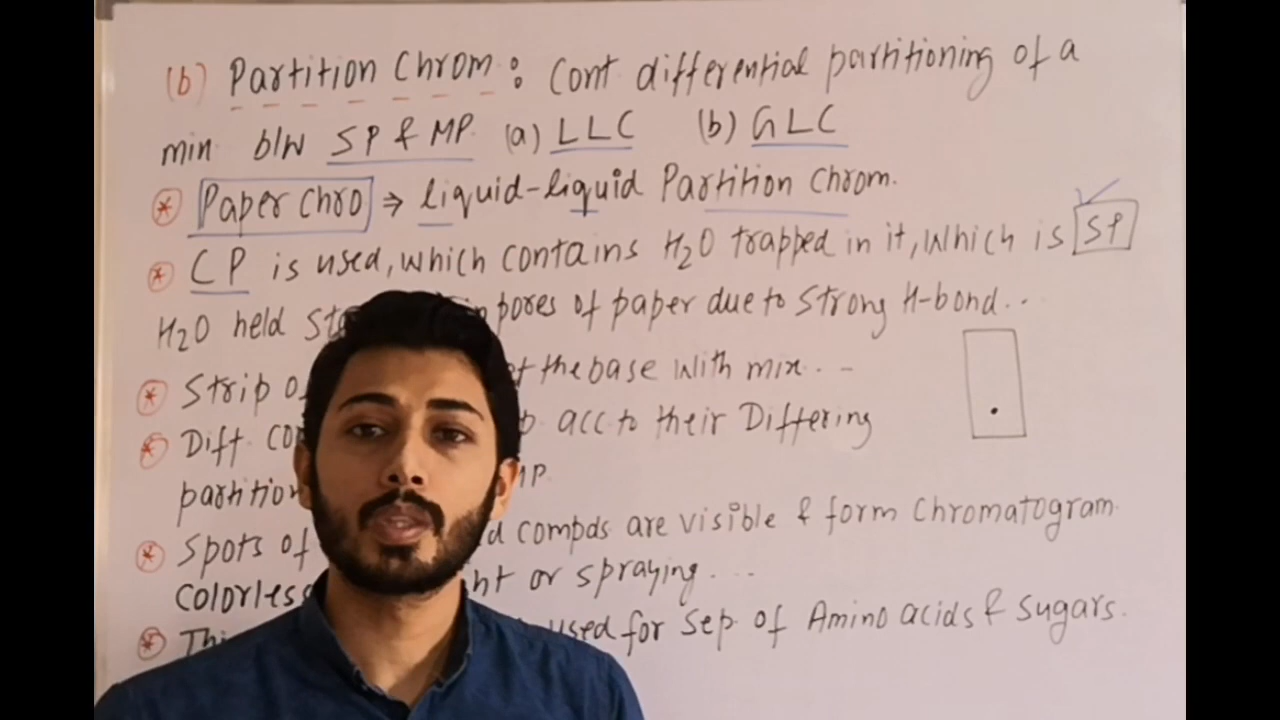 (b) Partition Chrom : Cont differential partitioning of a
min b/w SP & MP. (a) LLC (b) GLC
* Paper Chro ⇒ liquid-liquid Partition Chrom.
* CP is used, which contains H₂O trapped in it, which is SP
H₂O held pores of paper due to strong H-bond..
* Strip of the base with mix...
* Diff acc to their Differing
partition MP.
* Spots of compds are visible & form Chromatogram.
colorless or spraying...
* used for Sep. of Amino acids & Sugars.